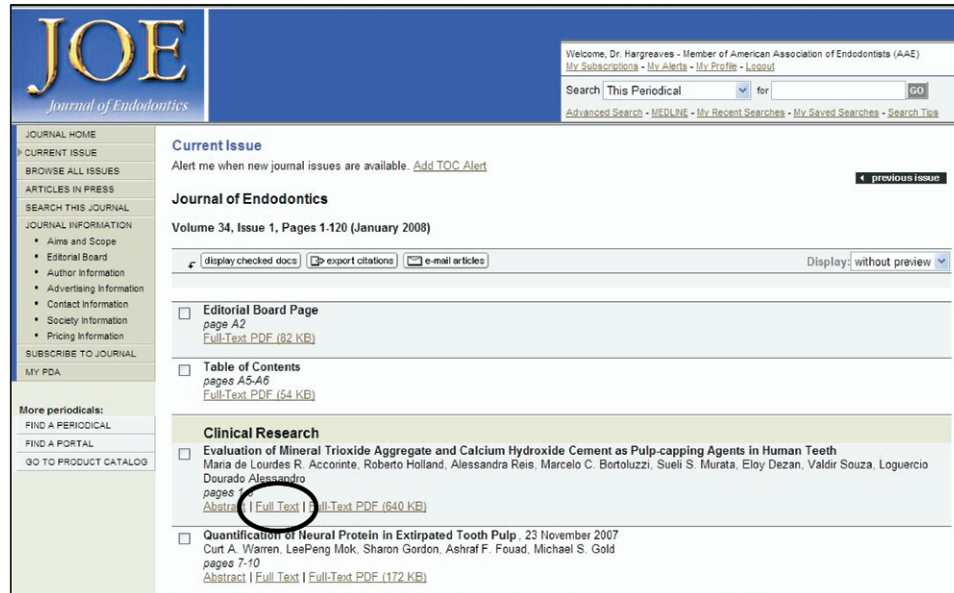 JOE
Journal of Endodontics
Welcome, Dr. Hargreaves - Member of American Association of Endodontists (AAE)
My Subscriptions - My Alerts - My Profile - Logout
Search This Periodical for GO
Advanced Search - MEDLINE - My Recent Searches - My Saved Searches - Search Tips
JOURNAL HOME
CURRENT ISSUE
BROWSE ALL ISSUES
ARTICLES IN PRESS
SEARCH THIS JOURNAL
JOURNAL INFORMATION
• Aims and Scope
• Editorial Board
• Author Information
• Advertising Information
• Contact Information
• Society Information
• Pricing Information
SUBSCRIBE TO JOURNAL
MY PDA
More periodicals:
FIND A PERIODICAL
FIND A PORTAL
GO TO PRODUCT CATALOG
Current Issue
Alert me when new journal issues are available. Add TOC Alert
previous issue
Journal of Endodontics
Volume 34, Issue 1, Pages 1-120 (January 2008)
display checked docs export citations e-mail articles Display: without preview
Editorial Board Page
page A2
Full-Text PDF (82 KB)
Table of Contents
pages A5-A6
Full-Text PDF (54 KB)
Clinical Research
Evaluation of Mineral Trioxide Aggregate and Calcium Hydroxide Cement as Pulp-capping Agents in Human Teeth
Maria de Lourdes R. Accorinte, Roberto Holland, Alessandra Reis, Marcelo C. Bortoluzzi, Sueli S. Murata, Eloy Dezan, Valdir Souza, Loguercio
Dourado Alessandro
pages
Abstract | Full Text | Full-Text PDF (640 KB)
Quantification of Neural Protein in Extirpated Tooth Pulp, 23 November 2007
Curt A. Warren, LeePeng Mok, Sharon Gordon, Ashraf F. Fouad, Michael S. Gold
pages 7-10
Abstract | Full Text | Full-Text PDF (172 KB)